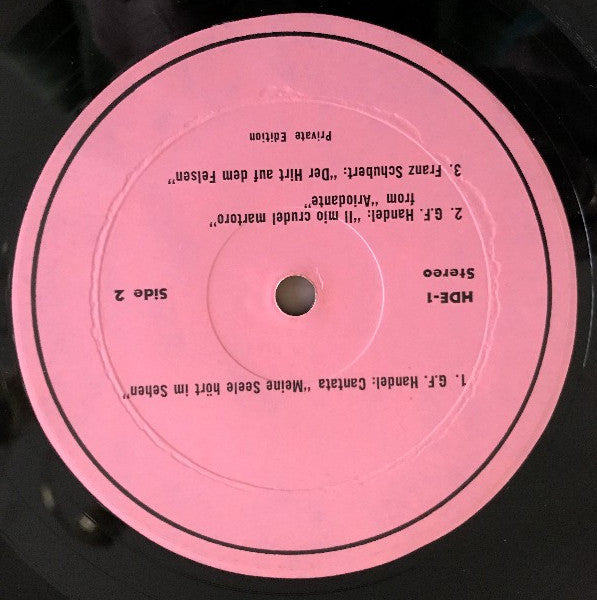 1. G.F. Handel: Cantata "Meine Seele hört im Sehen"
HDE-1
Stereo
Side 2
2. G.F. Handel: "Il mio crudel martoro"
from "Ariodante"
3. Franz Schubert: "Der Hirt auf dem Felsen"
Private Edition